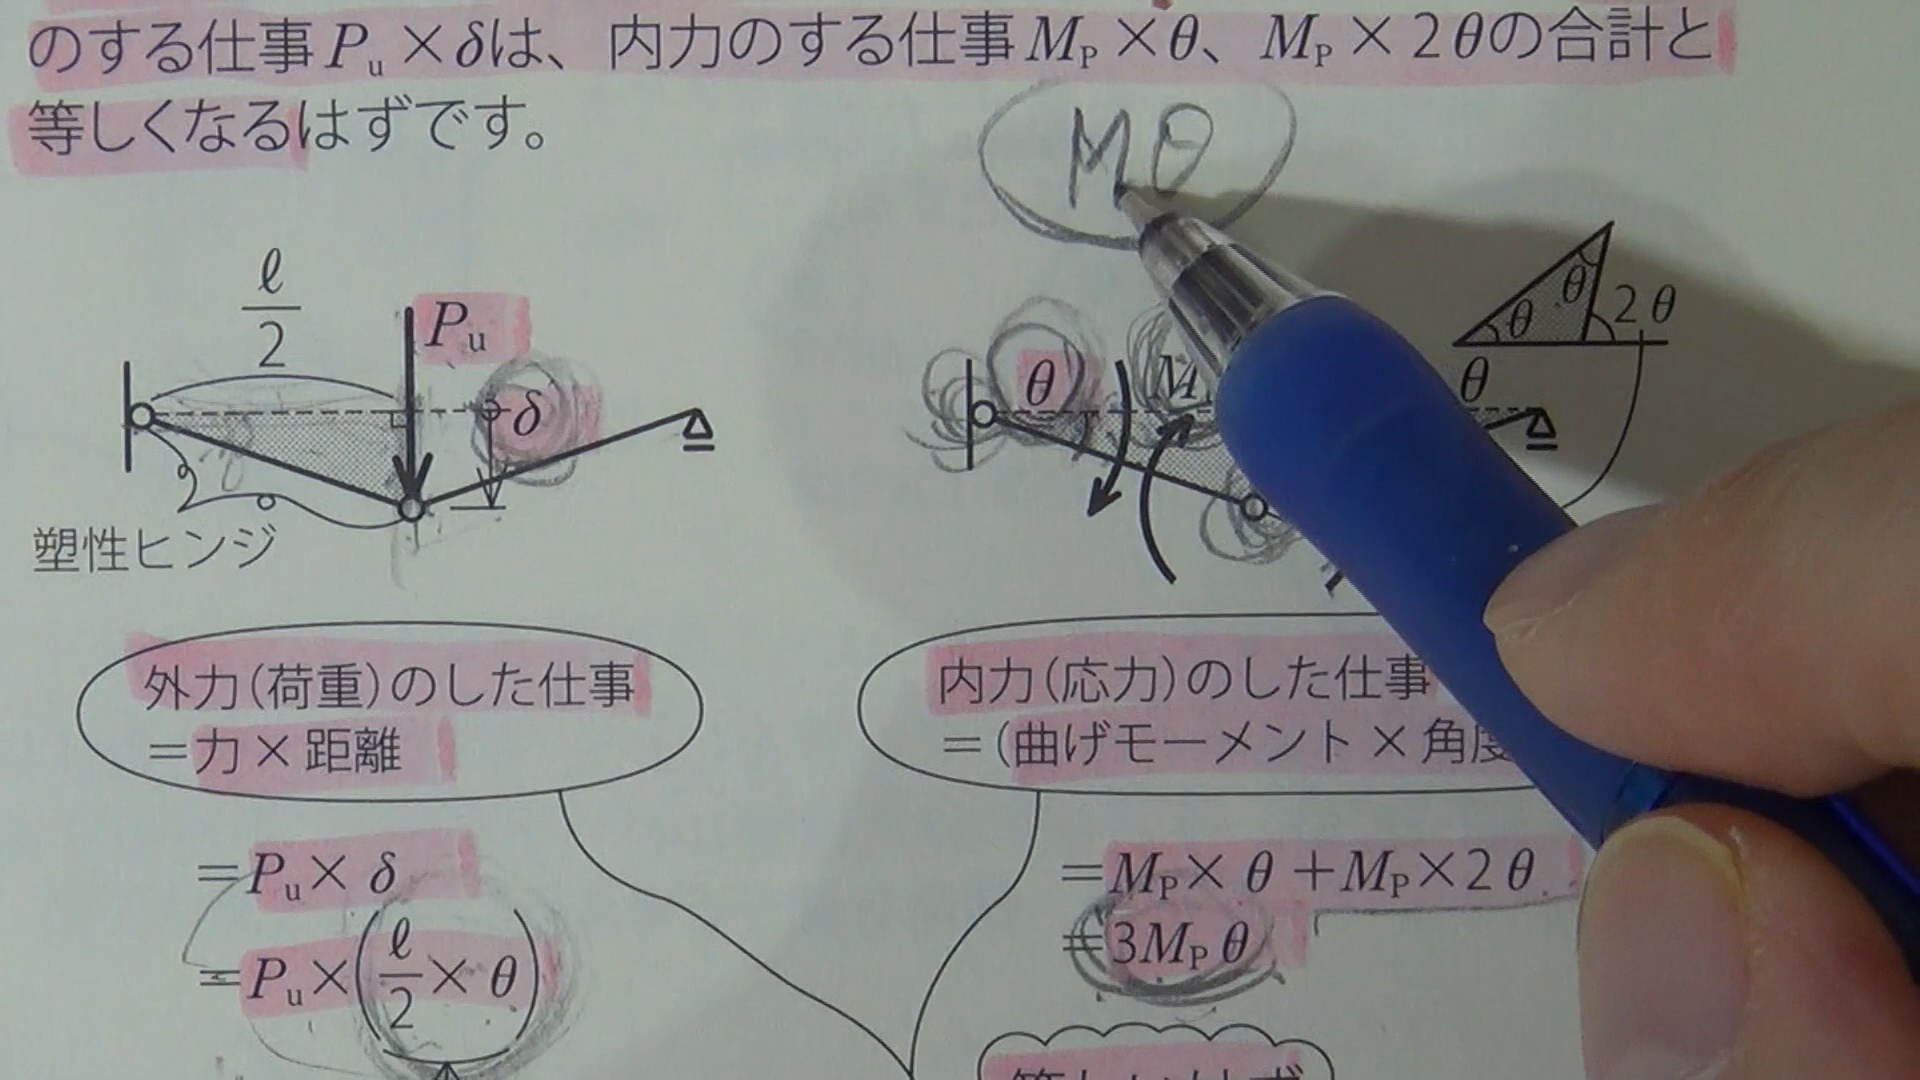 のする仕事Pu×δは、内力のする仕事MP×θ、MP×2θの合計と
等しくなるはずです。
Mθ
ℓ/2
Pu
δ
θ
M
θ
θ
2θ
θ
塑性ヒンジ
外力(荷重)のした仕事
=力×距離
内力(応力)のした仕事
=(曲げモーメント×角度
=Pu×δ
=Pu×(ℓ/2×θ)
=MP×θ+MP×2θ
=3MPθ